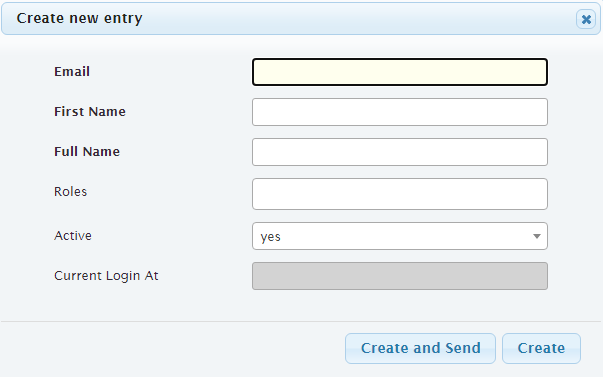 Create new entry
Email
First Name
Full Name
Roles
Active yes
Current Login At
Create and Send Create